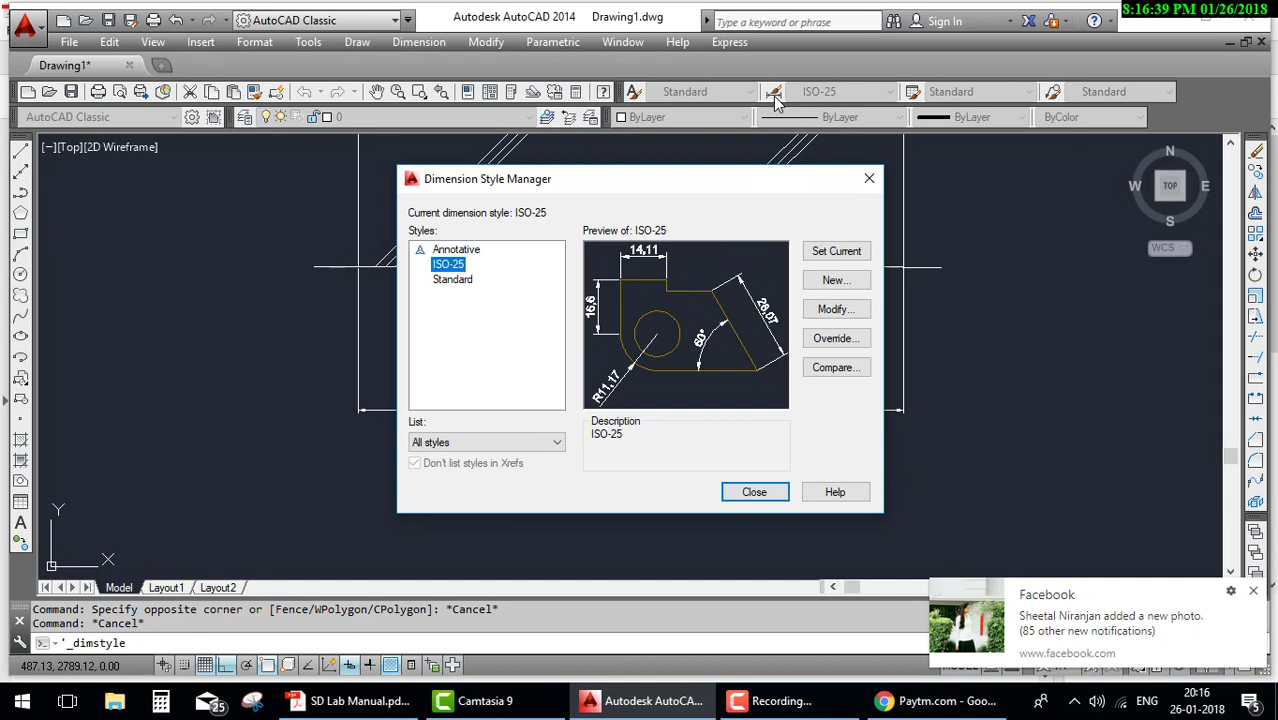 8:16:39 PM 01/26/2018
AutoCAD Classic
Autodesk AutoCAD 2014 Drawing1.dwg
Type a keyword or phrase
Sign In
File Edit View Insert Format Tools Draw Dimension Modify Parametric Window Help Express
Drawing1*
Standard ISO-25 Standard Standard
AutoCAD Classic 0 ByLayer ByLayer ByLayer ByColor
[−][Top][2D Wireframe]
N
W TOP E
S
WCS
Dimension Style Manager
Current dimension style: ISO-25
Styles:
Annotative
ISO-25
Standard
Preview of: ISO-25
14,11
16,6
28,07
60°
R11,17
Set Current
New...
Modify...
Override...
Compare...
List:
All styles
Don't list styles in Xrefs
Description
ISO-25
Close Help
Y
X
Model Layout1 Layout2
Command: Specify opposite corner or [Fence/WPolygon/CPolygon]: *Cancel*
Command: *Cancel*
'_dimstyle
487.13, 2789.12, 0.00
Facebook
Sheetal Niranjan added a new photo.
(85 other new notifications)
www.facebook.com
25
SD Lab Manual.pd...
Camtasia 9
Autodesk AutoCA...
Recording...
Paytm.com - Goo...
ENG
20:16
26-01-2018
5